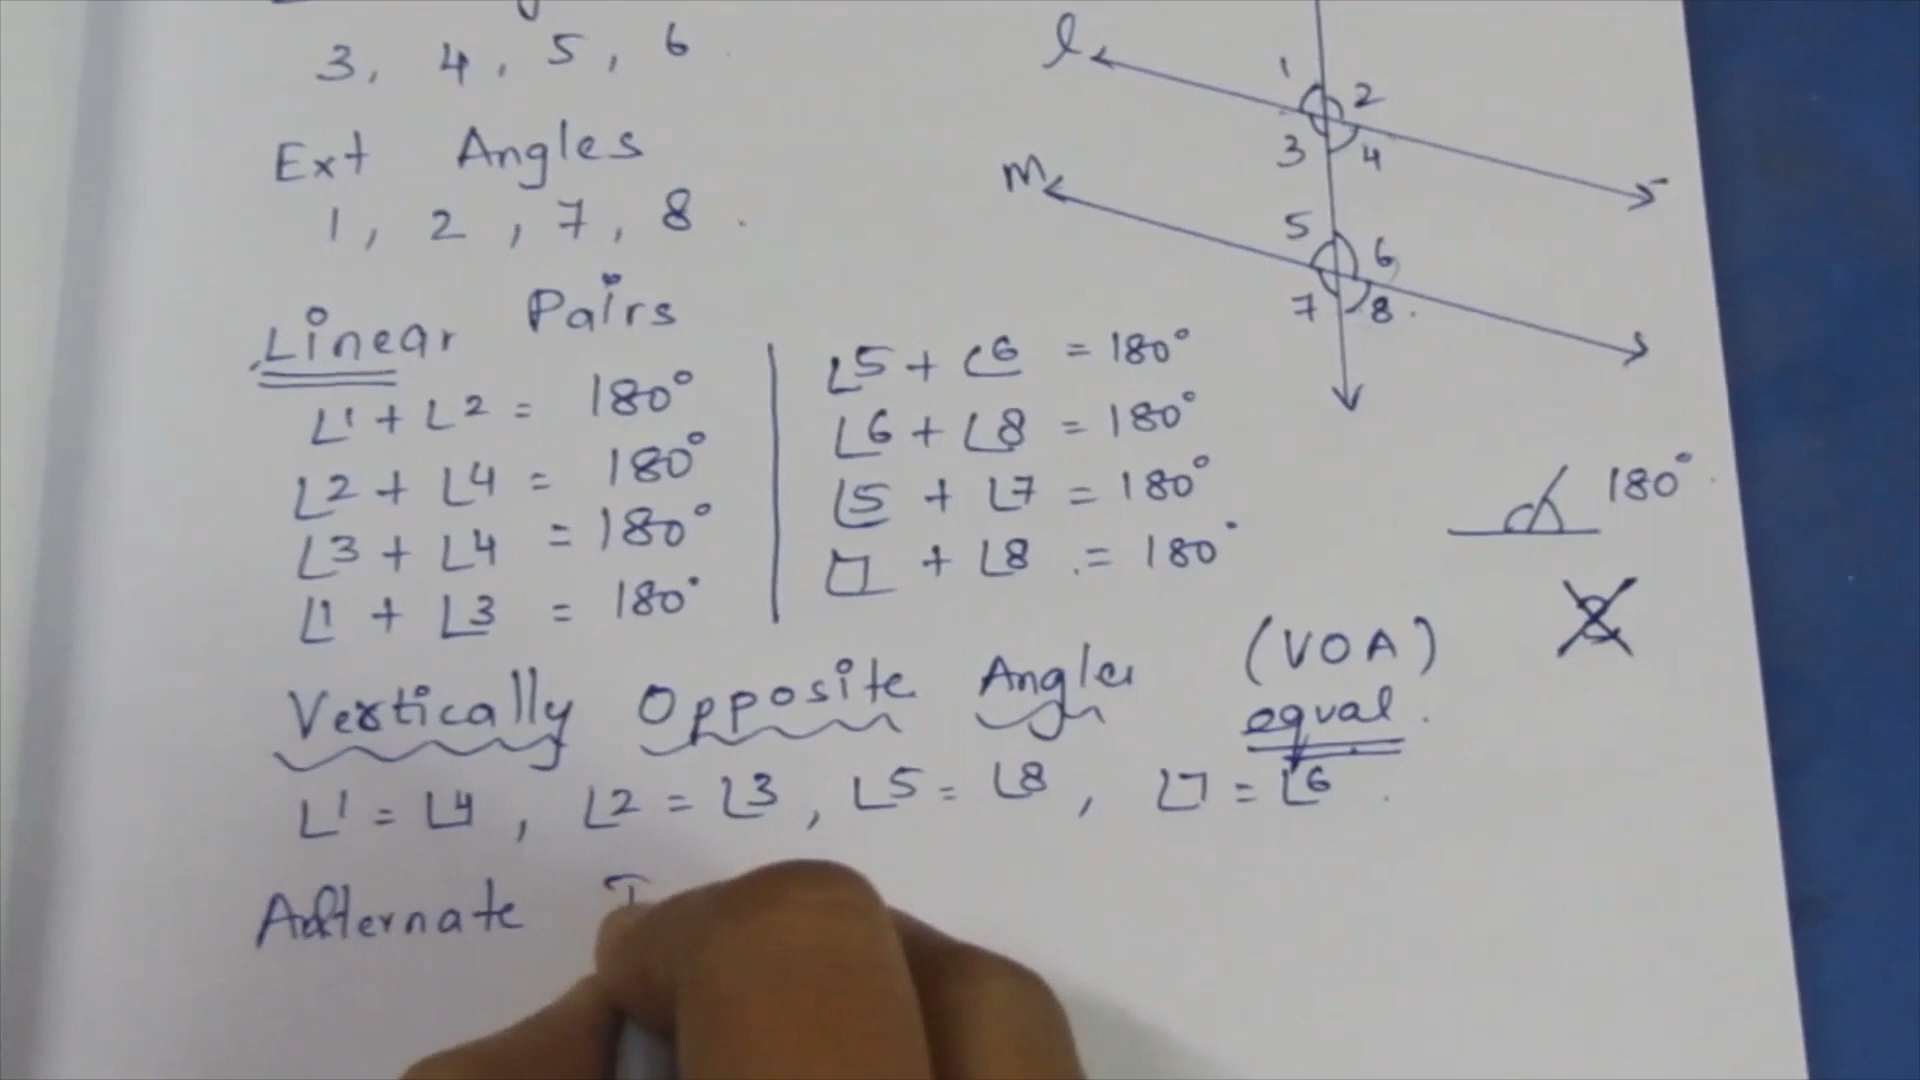 3, 4, 5, 6
Ext Angles
1, 2, 7, 8.
Linear Pairs
∠1 + ∠2 = 180°
∠2 + ∠4 = 180°
∠3 + ∠4 = 180°
∠1 + ∠3 = 180°
∠5 + ∠6 = 180°
∠6 + ∠8 = 180°
∠5 + ∠7 = 180°
∠7 + ∠8 = 180°
Vertically Opposite Angles (VOA)
equal.
∠1 = ∠4, ∠2 = ∠3, ∠5 = ∠8, ∠7 = ∠6.
Alternate I
l
1 2
3 4
m
5 6
7 8.
180°